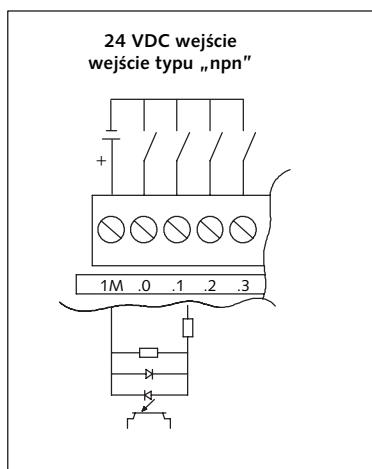 24 VDC wejście
wejście typu „npn”
+
1M .0 .1 .2 .3